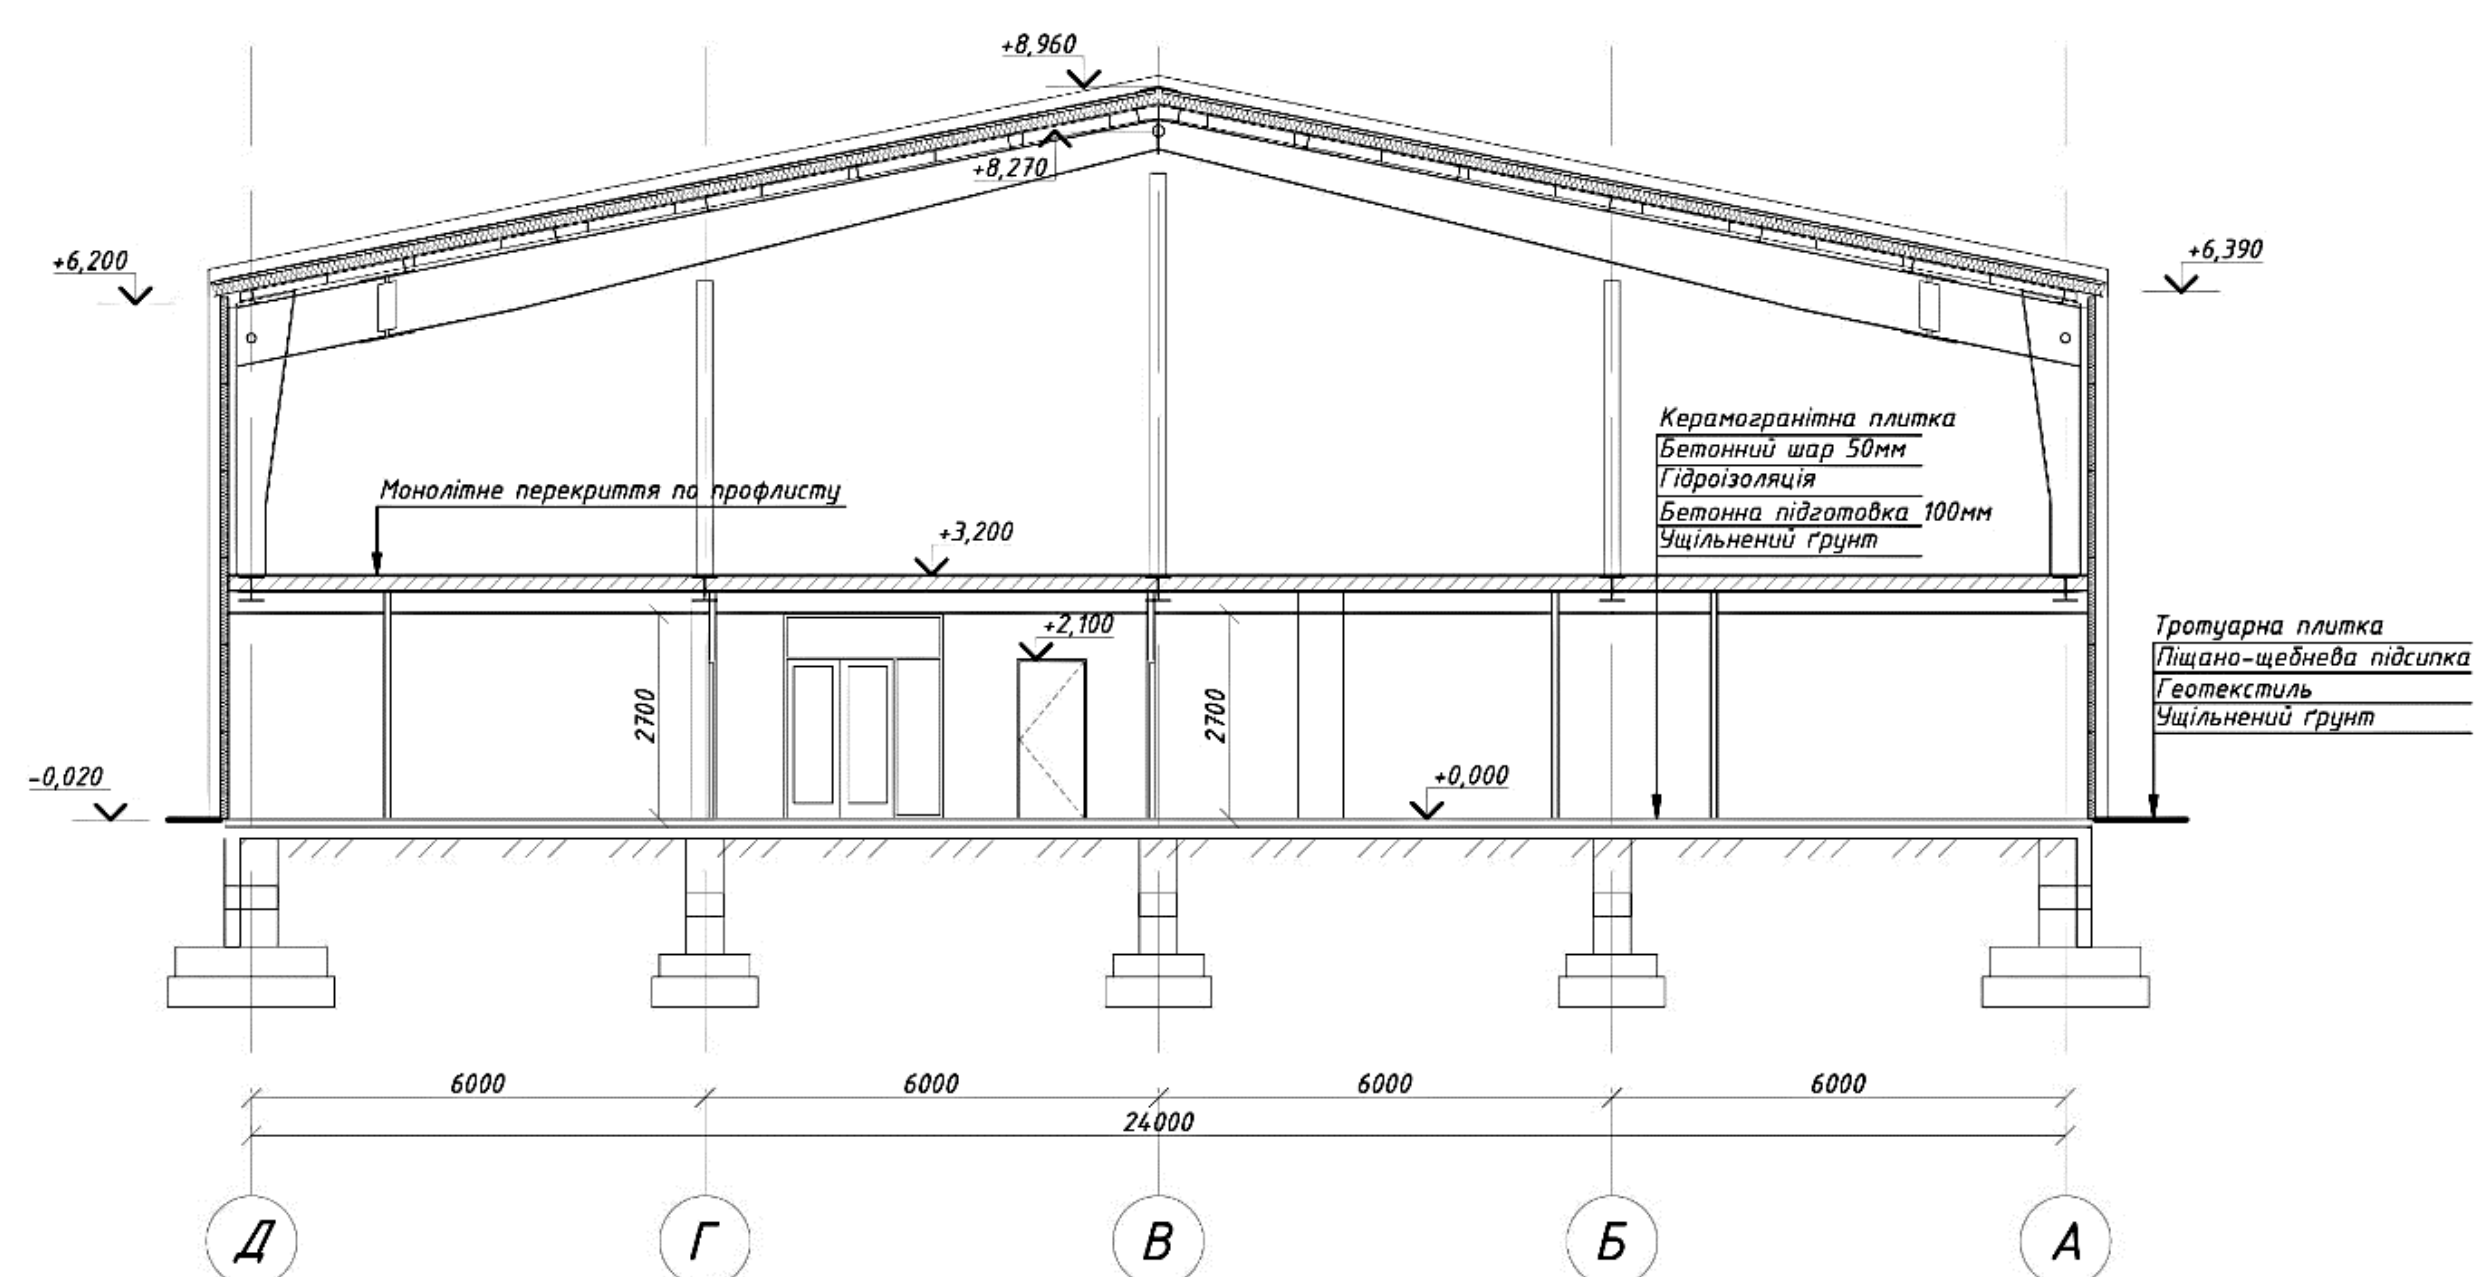 +8,960
+8,270
+6,200
+6,390
Керамогранітна плитка
Бетонний шар 50мм
Гідроізоляція
Бетонна підготовка 100мм
Ущільнений ґрунт
Монолітне перекриття по профлисту
+3,200
+2,100
Тротуарна плитка
Піщано-щебнева підсипка
Геотекстиль
Ущільнений ґрунт
2700
2700
-0,020
+0,000
6000
6000
6000
6000
24000
Д
Г
В
Б
А